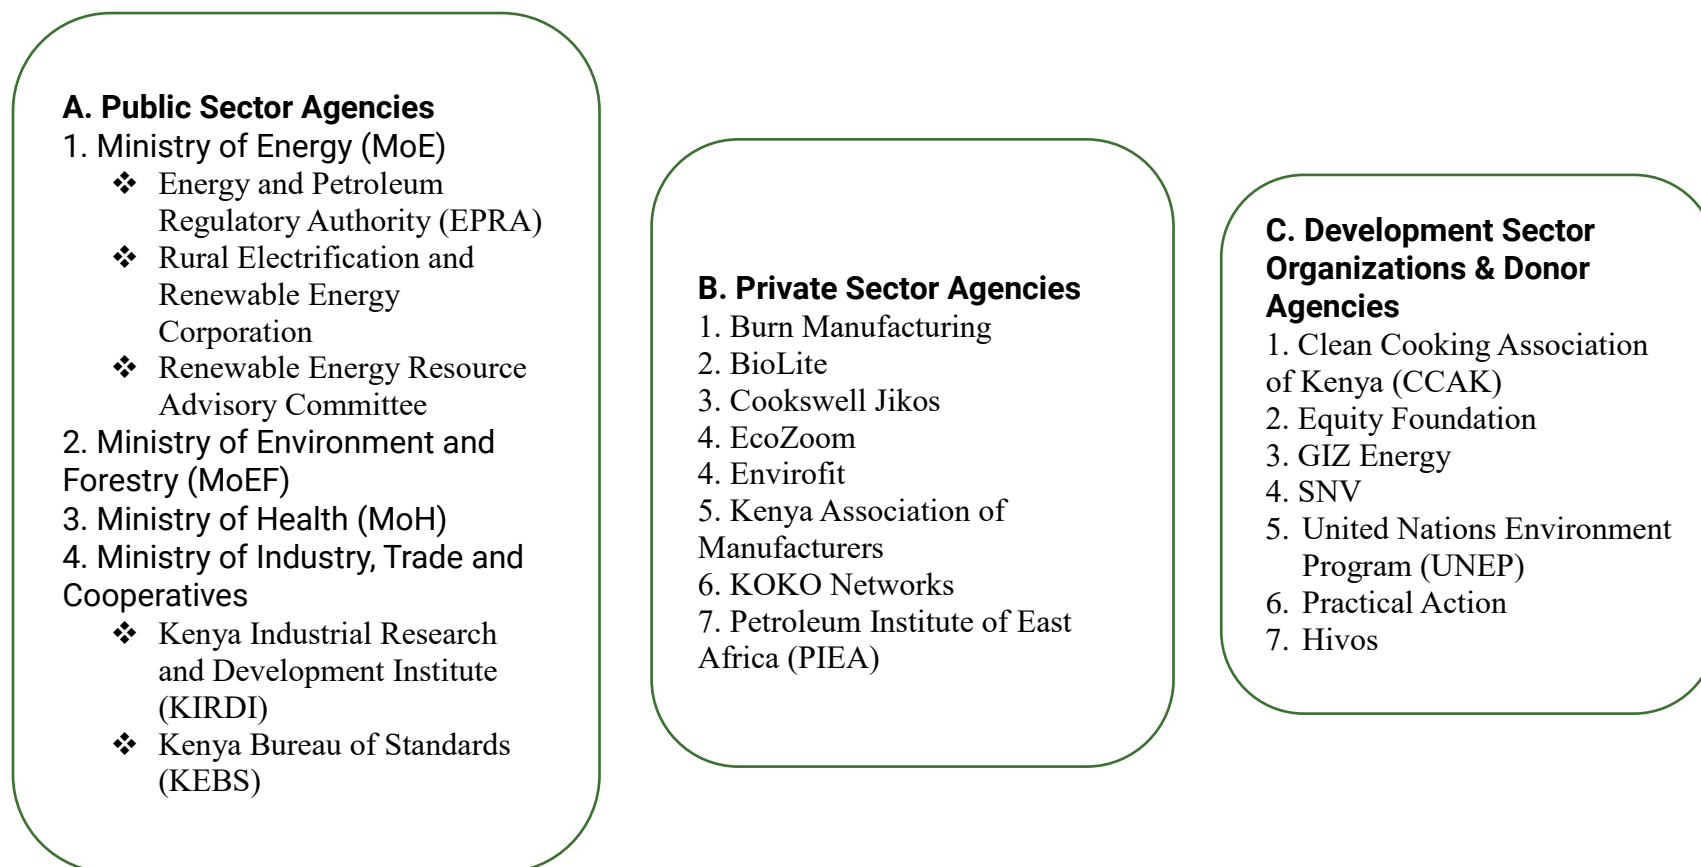 A. Public Sector Agencies
1. Ministry of Energy (MoE)
❖ Energy and Petroleum
Regulatory Authority (EPRA)
❖ Rural Electrification and
Renewable Energy
Corporation
❖ Renewable Energy Resource
Advisory Committee
2. Ministry of Environment and
Forestry (MoEF)
3. Ministry of Health (MoH)
4. Ministry of Industry, Trade and
Cooperatives
❖ Kenya Industrial Research
and Development Institute
(KIRDI)
❖ Kenya Bureau of Standards
(KEBS)
B. Private Sector Agencies
1. Burn Manufacturing
2. BioLite
3. Cookswell Jikos
4. EcoZoom
4. Envirofit
5. Kenya Association of
Manufacturers
6. KOKO Networks
7. Petroleum Institute of East
Africa (PIEA)
C. Development Sector
Organizations & Donor
Agencies
1. Clean Cooking Association
of Kenya (CCAK)
2. Equity Foundation
3. GIZ Energy
4. SNV
5. United Nations Environment
Program (UNEP)
6. Practical Action
7. Hivos